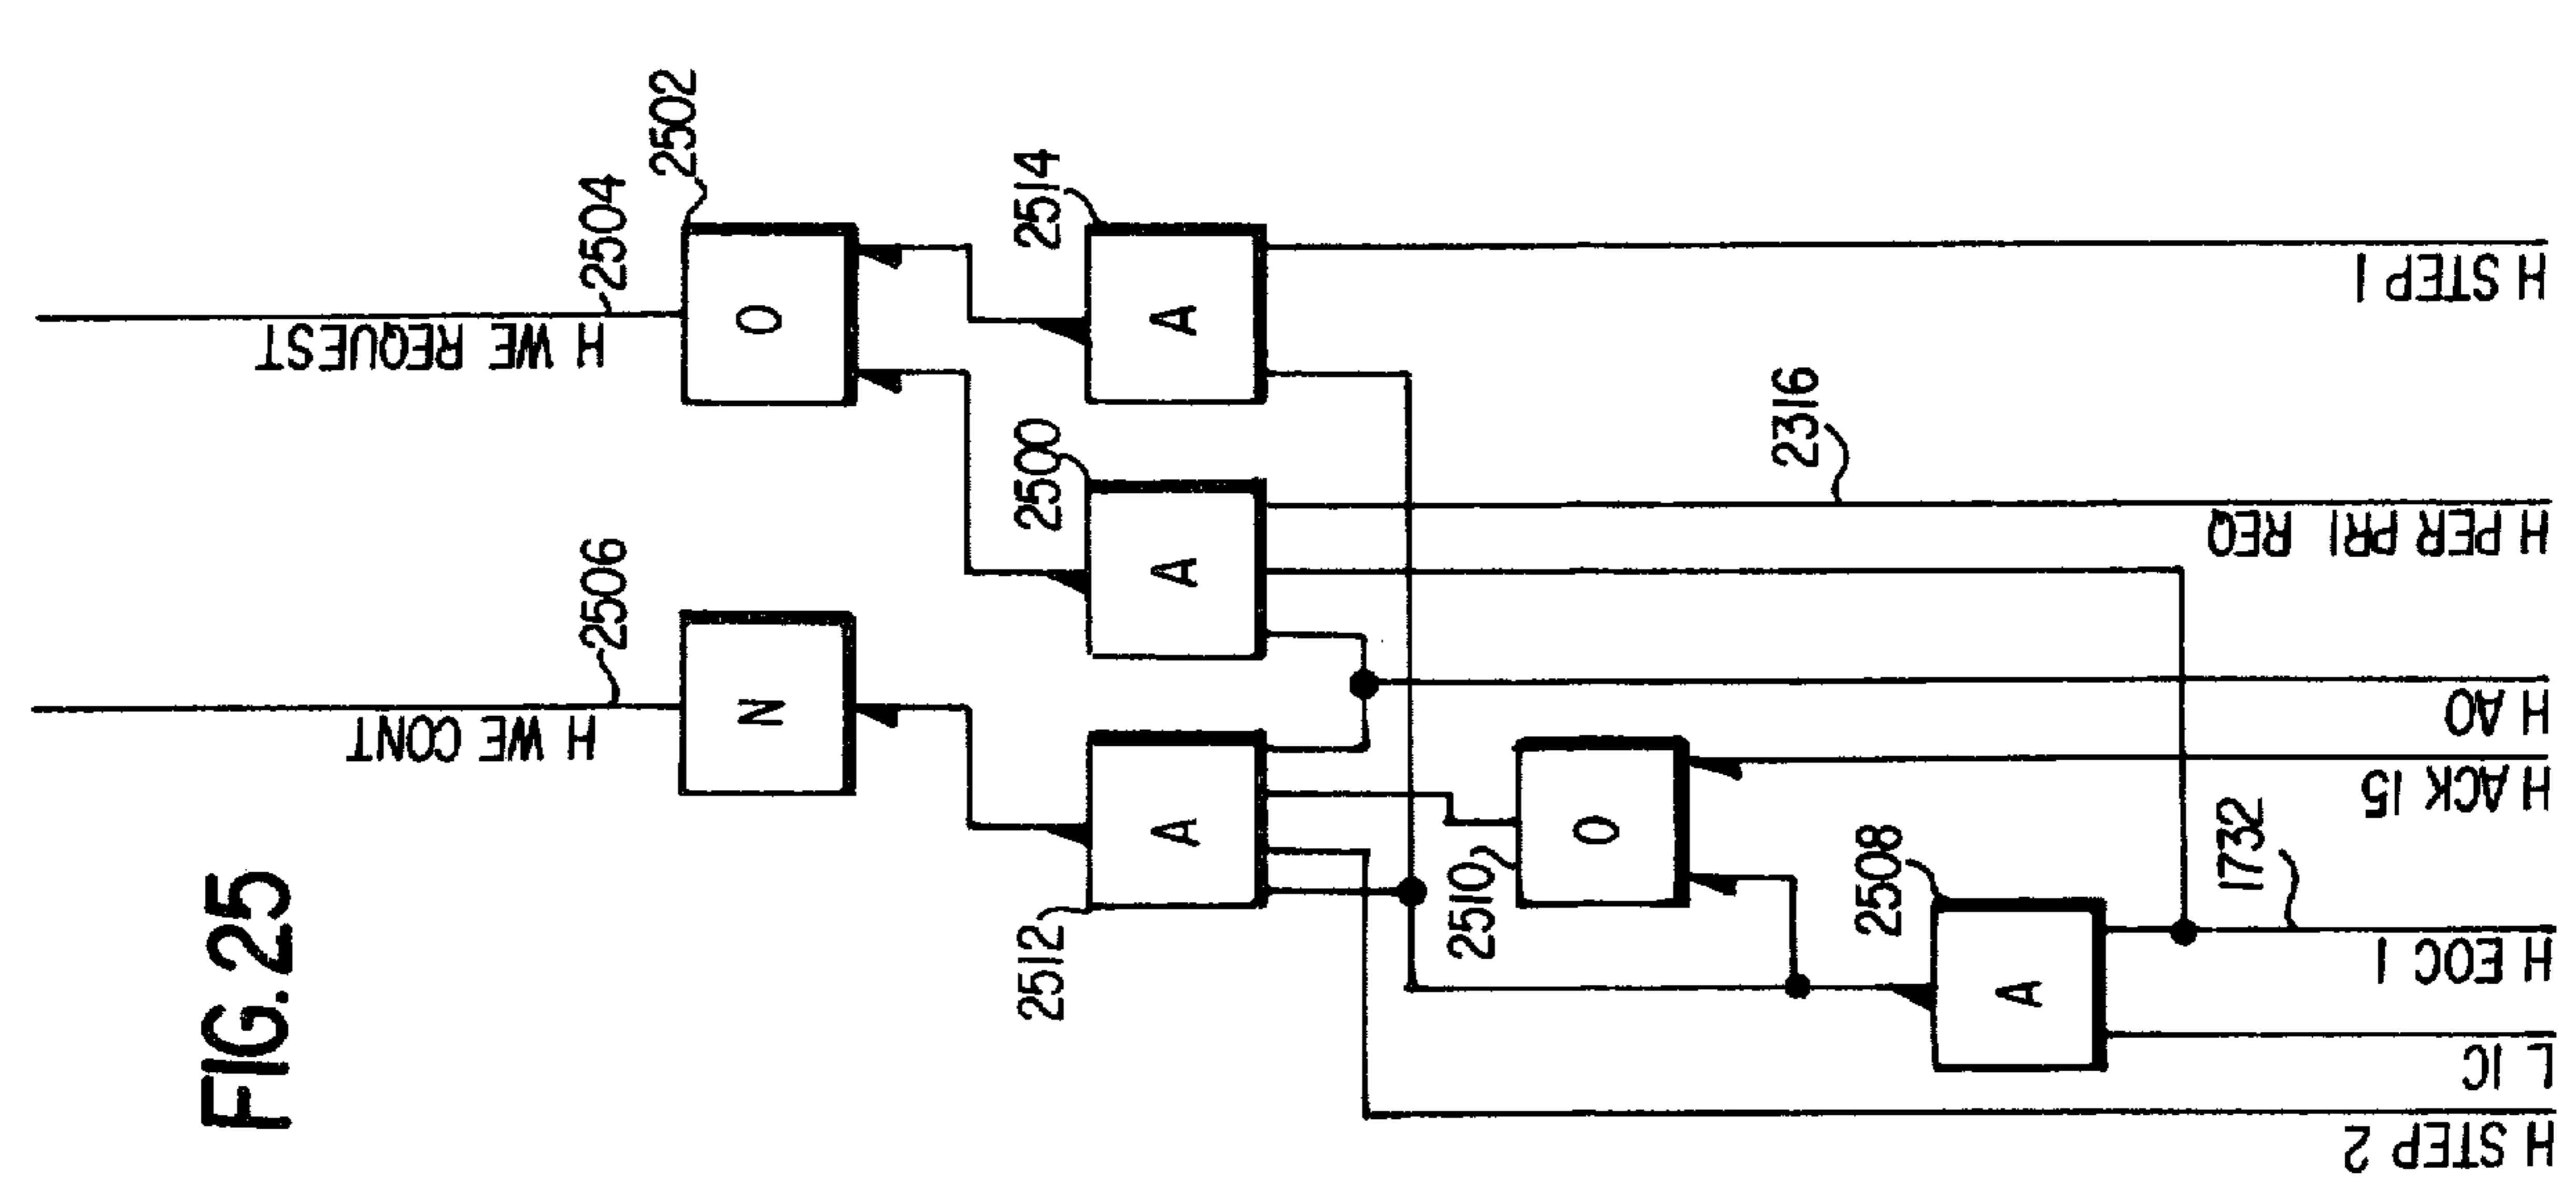 FIG. 25
H WE CONT
2506
H WE REQUEST
2504
2502
N
O
2512
A
2500
A
2514
A
2510
O
2508
A
2316
1732
H STEP 2
L IC
H EOC 1
H ACK 15
H AO
H PER PRI REQ
H STEP 1